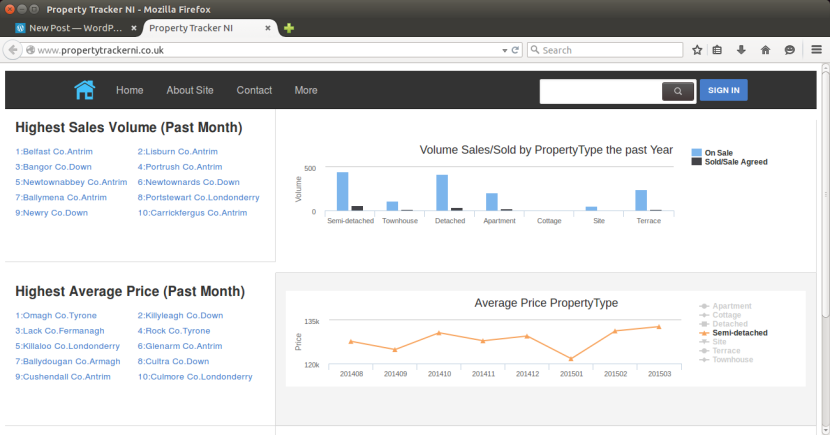 Property Tracker NI - Mozilla Firefox
New Post — WordP...
Property Tracker NI
www.propertytrackerni.co.uk
Search
Home About Site Contact More
SIGN IN
Highest Sales Volume (Past Month)
1:Belfast Co.Antrim 2:Lisburn Co.Antrim
3:Bangor Co.Down 4:Portrush Co.Antrim
5:Newtownabbey Co.Antrim 6:Newtownards Co.Down
7:Ballymena Co.Antrim 8:Portstewart Co.Londonderry
9:Newry Co.Down 10:Carrickfergus Co.Antrim
Volume Sales/Sold by PropertyType the past Year
On Sale
Sold/Sale Agreed
Volume
500
0
Semi-detached Townhouse Detached Apartment Cottage Site Terrace
Highest Average Price (Past Month)
1:Omagh Co.Tyrone 2:Killyleagh Co.Down
3:Lack Co.Fermanagh 4:Rock Co.Tyrone
5:Killaloo Co.Londonderry 6:Glenarm Co.Antrim
7:Ballydougan Co.Armagh 8:Cultra Co.Down
9:Cushendall Co.Antrim 10:Culmore Co.Londonderry
Average Price PropertyType
Price
135k
120k
201408 201409 201410 201411 201412 201501 201502 201503
Apartment
Cottage
Detached
Semi-detached
Site
Terrace
Townhouse